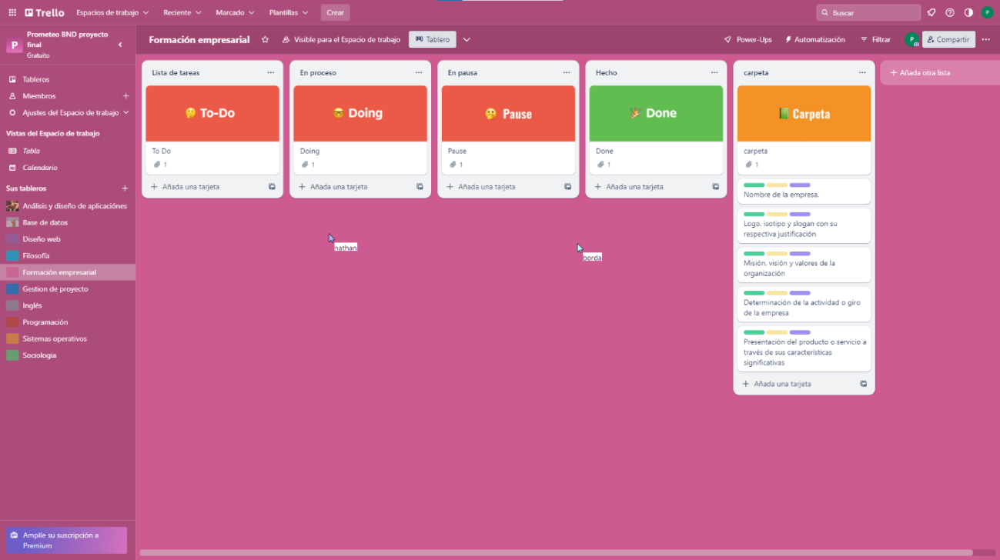 Trello
Espacios de trabajo
Reciente
Marcado
Plantillas
Crear
Buscar
P
P
Prometeo BND proyecto
final
Gratuito
Formación empresarial
Visible para el Espacio de trabajo
Tablero
Power-Ups
Automatización
Filtrar
P
Compartir
Tableros
Miembros
Ajustes del Espacio de trabajo
Vistas del Espacio de trabajo
Tabla
Calendario
Sus tableros
Análisis y diseño de aplicaciónes
Base de datos
Diseño web
Filosofía
Formación empresarial
Gestion de proyecto
Inglés
Programación
Sistemas operativos
Sociologia
Amplíe su suscripción a
Premium
Lista de tareas
To-Do
To Do
1
Añada una tarjeta
En proceso
Doing
Doing
1
Añada una tarjeta
En pausa
Pause
Pause
1
Añada una tarjeta
Hecho
Done
Done
1
Añada una tarjeta
carpeta
Carpeta
carpeta
1
Nombre de la empresa.
Logo, isotipo y slogan con su
respectiva justificación
Misión, visión y valores de la
organización
Determinación de la actividad o giro
de la empresa
Presentación del producto o servicio a
través de sus características
significativas
Añada una tarjeta
Añada otra lista
nathan
borda